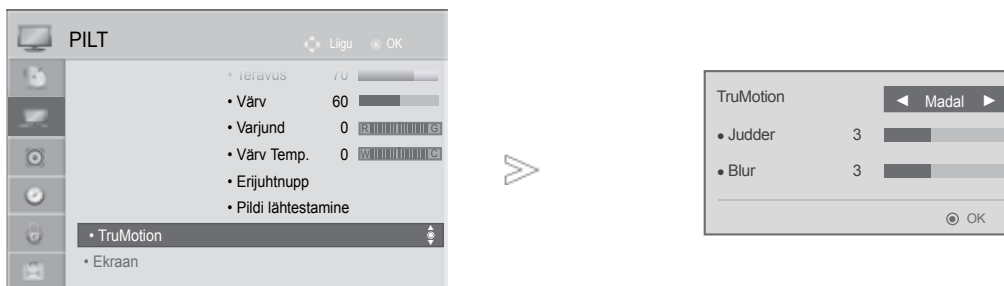 PILT
Liigu
OK
• Teravus 70
• Värv 60
• Varjund 0 R G
• Värv Temp. 0 W C
• Erijuhtnupp
• Pildi lähtestamine
• TruMotion
• Ekraan
TruMotion ◄ Madal ►
• Judder 3
• Blur 3
OK